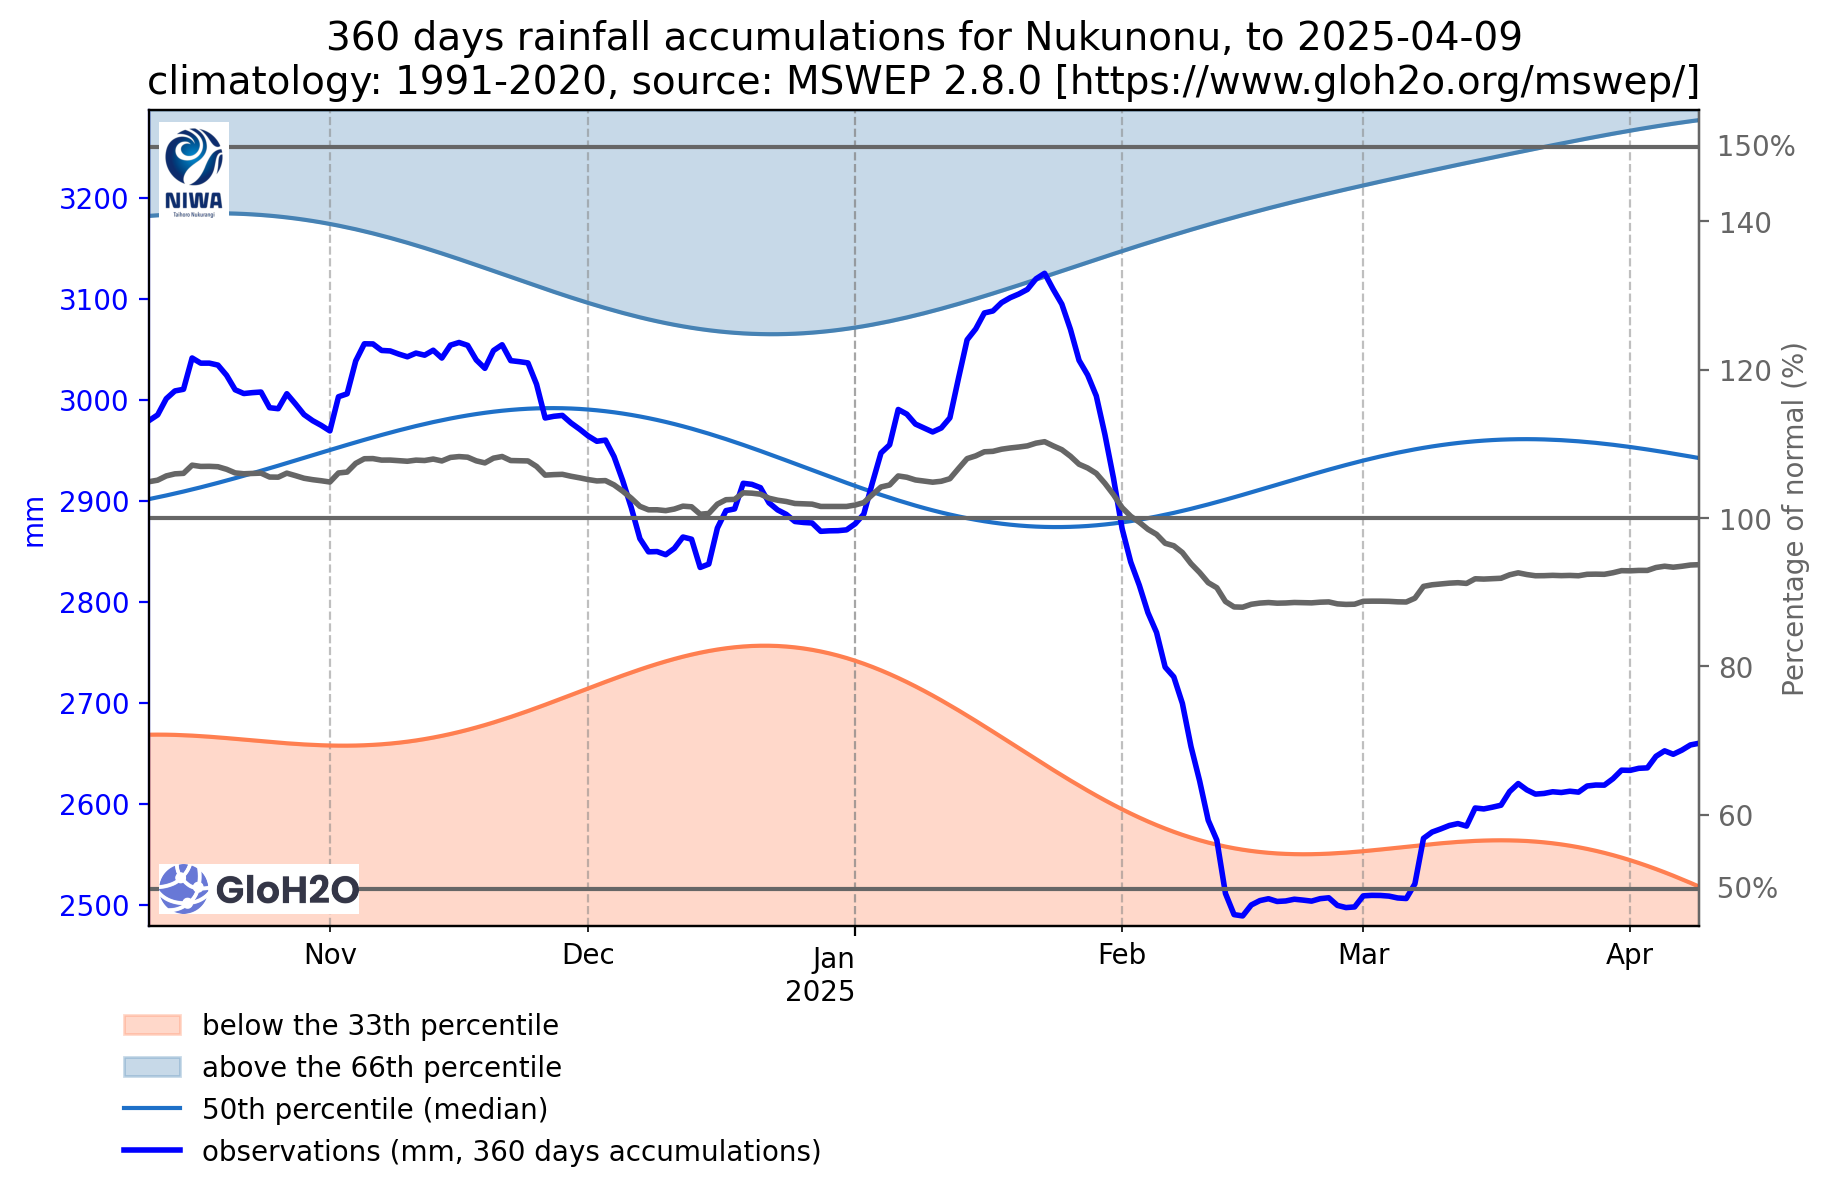 360 days rainfall accumulations for Nukunonu, to 2025-04-09
climatology: 1991-2020, source: MSWEP 2.8.0 [https://www.gloh2o.org/mswep/]
NIWA
Taihoro Nukurangi
3200
3100
3000
2900
2800
2700
2600
2500
mm
150%
140
120
100
80
60
50%
Percentage of normal (%)
GloH2O
Nov
Dec
Jan
2025
Feb
Mar
Apr
below the 33th percentile
above the 66th percentile
50th percentile (median)
observations (mm, 360 days accumulations)